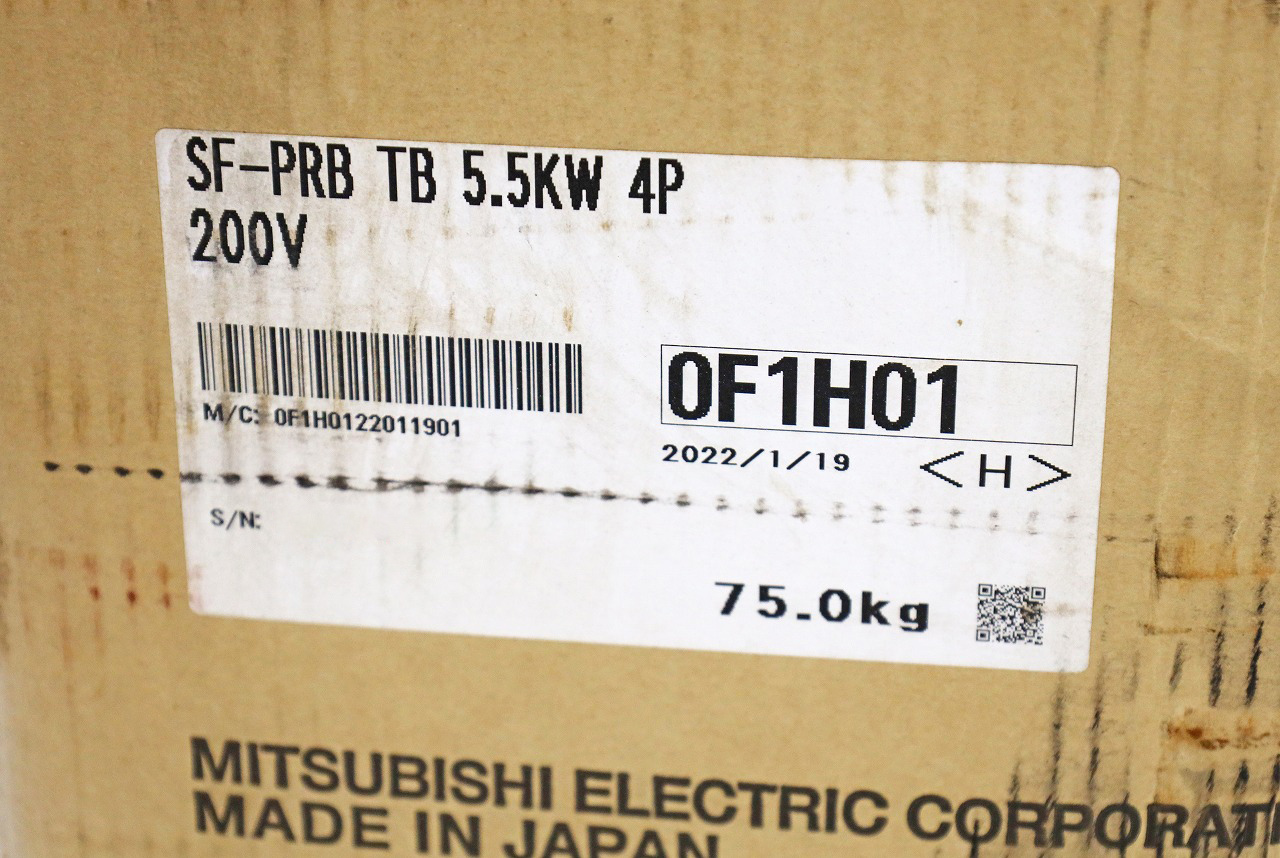 SF-PRB TB 5.5KW 4P
200V
0F1H01
M/C: 0F1H0122011901
2022/1/19
<H>
S/N:
75.0kg
MITSUBISHI ELECTRIC CORPORATI
MADE IN JAPAN